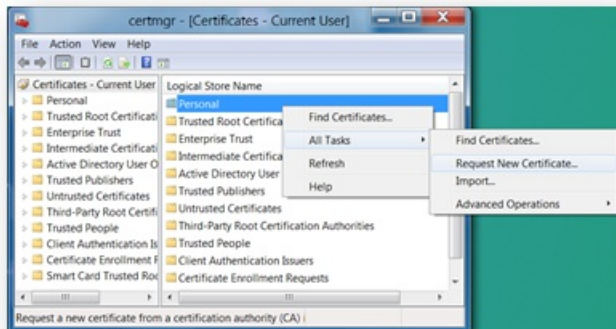 certmgr - [Certificates - Current User]
File Action View Help
Certificates - Current User
Personal
Trusted Root Certificati
Enterprise Trust
Intermediate Certificati
Active Directory User O
Trusted Publishers
Untrusted Certificates
Third-Party Root Certifi
Trusted People
Client Authentication Is
Certificate Enrollment R
Smart Card Trusted Roo
Logical Store Name
Personal
Trusted Root Certifica
Enterprise Trust
Intermediate Certifica
Active Directory User
Trusted Publishers
Untrusted Certificates
Third-Party Root Certification Authorities
Trusted People
Client Authentication Issuers
Certificate Enrollment Requests
Find Certificates...
All Tasks
Refresh
Help
Find Certificates...
Request New Certificate...
Import...
Advanced Operations
Request a new certificate from a certification authority (CA) i